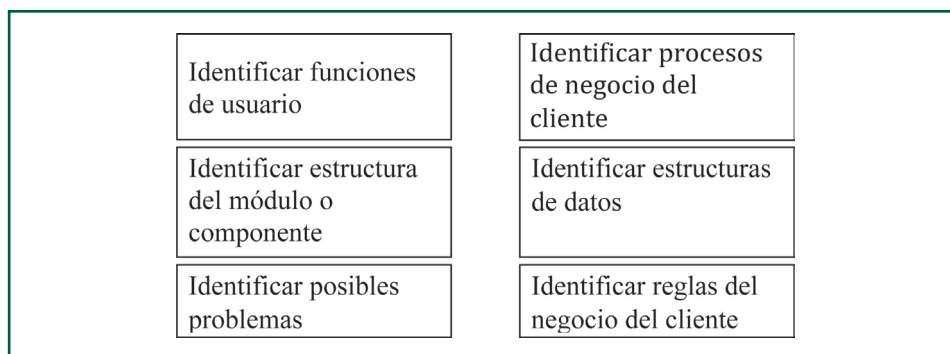 Identificar funciones
de usuario
Identificar procesos
de negocio del
cliente
Identificar estructura
del módulo o
componente
Identificar estructuras
de datos
Identificar posibles
problemas
Identificar reglas del
negocio del cliente